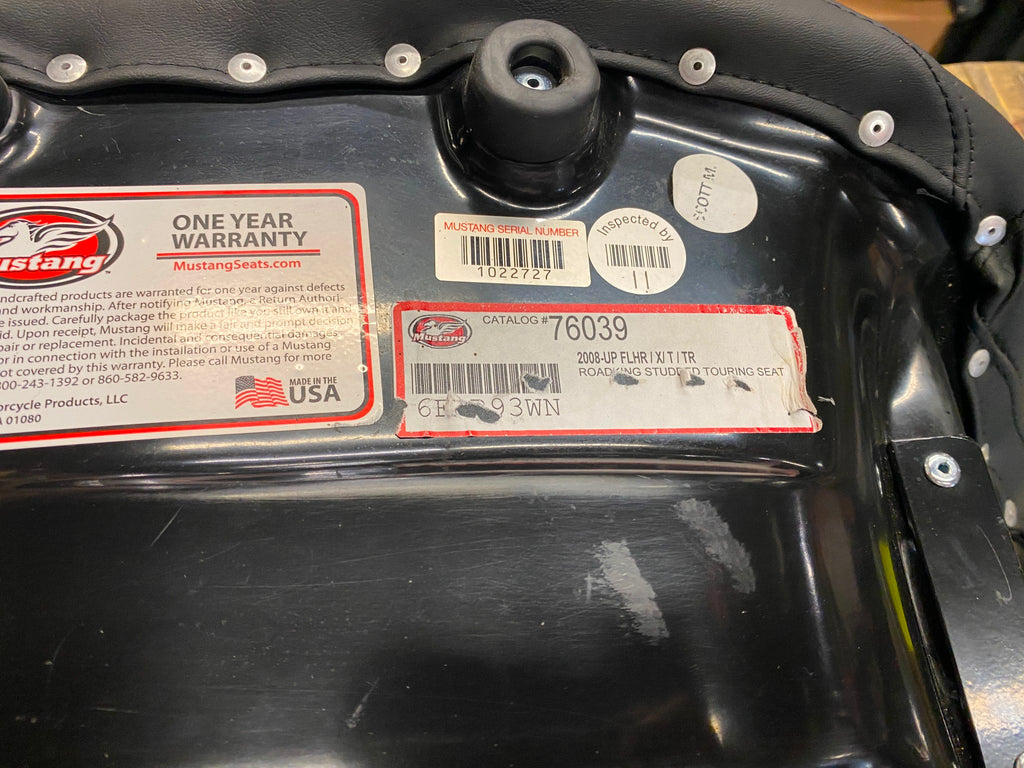 Mustang
ONE YEAR
WARRANTY
MustangSeats.com
ndcrafted products are warranted for one year against defects
and workmanship. After notifying Mustang, a Return Authori-
e issued. Carefully package the product like you still own it and
id. Upon receipt, Mustang will make a fair and prompt decision
pair or replacement. Incidental and consequential damages
or in connection with the installation or use of a Mustang
ot covered by this warranty. Please call Mustang for more
800-243-1392 or 860-582-9633.
MADE IN THE
USA
orcycle Products, LLC
A 01080
MUSTANG SERIAL NUMBER
1022727
Inspected by
11
SCOTT M.
Mustang
CATALOG #76039
2008-UP FLHR / X / T / TR
ROADKING STUDDED TOURING SEAT
93WN